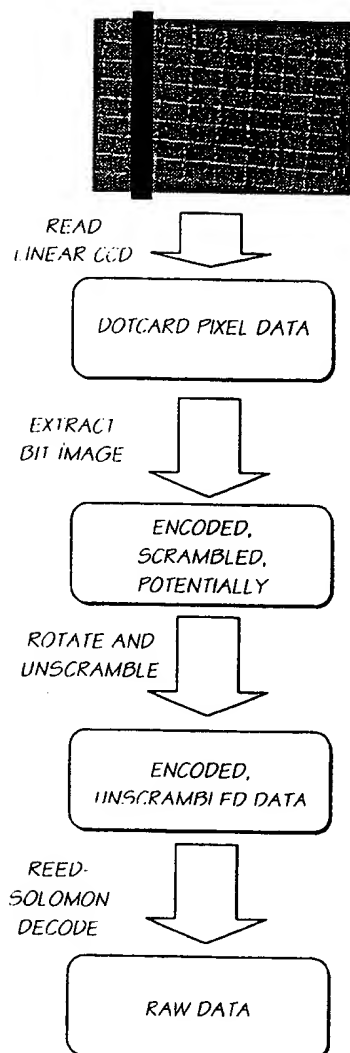 READ
LINEAR CCD
DOTCARD PIXEL DATA
EXTRACT
BIT IMAGE
ENCODED,
SCRAMBLED,
POTENTIALLY
ROTATE AND
UNSCRAMBLE
ENCODED,
UNSCRAMBLED DATA
REED-
SOLOMON
DECODE
RAW DATA